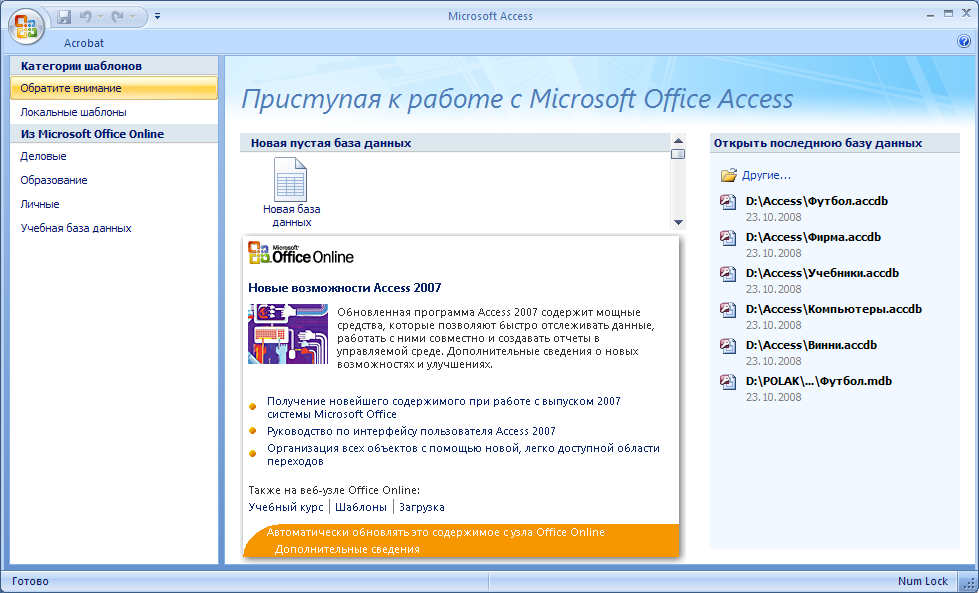 Microsoft Access
Acrobat
Категории шаблонов
Обратите внимание
Локальные шаблоны
Из Microsoft Office Online
Деловые
Образование
Личные
Учебная база данных
Приступая к работе с Microsoft Office Access
Новая пустая база данных
Новая база
данных
Microsoft
Office Online
Новые возможности Access 2007
Обновленная программа Access 2007 содержит мощные
средства, которые позволяют быстро отслеживать данные,
работать с ними совместно и создавать отчеты в
управляемой среде. Дополнительные сведения о новых
возможностях и улучшениях.
Получение новейшего содержимого при работе с выпуском 2007
системы Microsoft Office
Руководство по интерфейсу пользователя Access 2007
Организация всех объектов с помощью новой, легко доступной области
переходов
Также на веб-узле Office Online:
Учебный курс | Шаблоны | Загрузка
Автоматически обновлять это содержимое с узла Office Online
Дополнительные сведения
Открыть последнюю базу данных
Другие...
D:\Access\Футбол.accdb
23.10.2008
D:\Access\Фирма.accdb
23.10.2008
D:\Access\Учебники.accdb
23.10.2008
D:\Access\Компьютеры.accdb
23.10.2008
D:\Access\Винни.accdb
23.10.2008
D:\POLAK\...\Футбол.mdb
23.10.2008
Готово
Num Lock